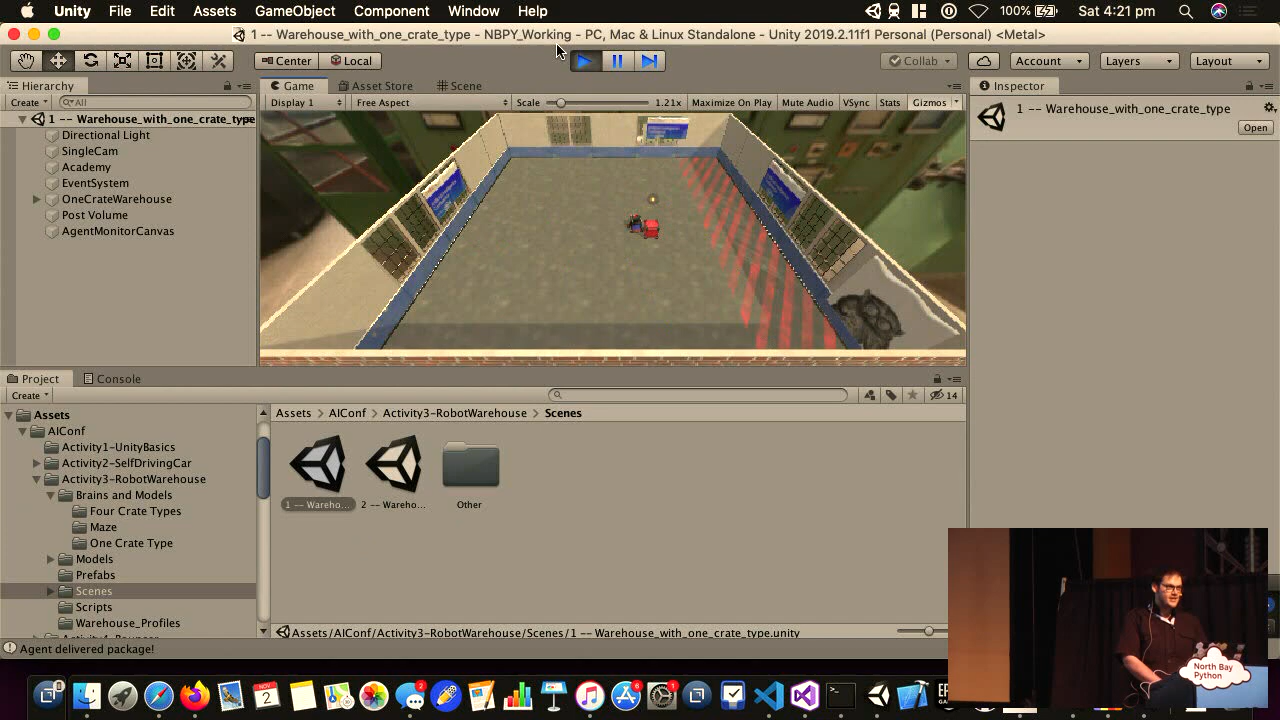 Unity File Edit Assets GameObject Component Window Help 100% Sat 4:21 pm
1 -- Warehouse_with_one_crate_type - NBPY_Working - PC, Mac & Linux Standalone - Unity 2019.2.11f1 Personal (Personal) <Metal>
Center Local Collab Account Layers Layout
Hierarchy
Create All
1 -- Warehouse_with_one_crate_type
Directional Light
SingleCam
Academy
EventSystem
OneCrateWarehouse
Post Volume
AgentMonitorCanvas
Game Asset Store Scene
Display 1 Free Aspect Scale 1.21x Maximize On Play Mute Audio VSync Stats Gizmos
Inspector
1 -- Warehouse_with_one_crate_type
Open
Project Console
Create 14
Assets
AIConf
Activity1-UnityBasics
Activity2-SelfDrivingCar
Activity3-RobotWarehouse
Brains and Models
Four Crate Types
Maze
One Crate Type
Models
Prefabs
Scenes
Scripts
Warehouse_Profiles
Assets > AIConf > Activity3-RobotWarehouse > Scenes
1 -- Wareho... 2 -- Wareho... Other
Assets/AIConf/Activity3-RobotWarehouse/Scenes/1 -- Warehouse_with_one_crate_type.unity
Agent delivered package!
North Bay
Python
NOV
2
2
6